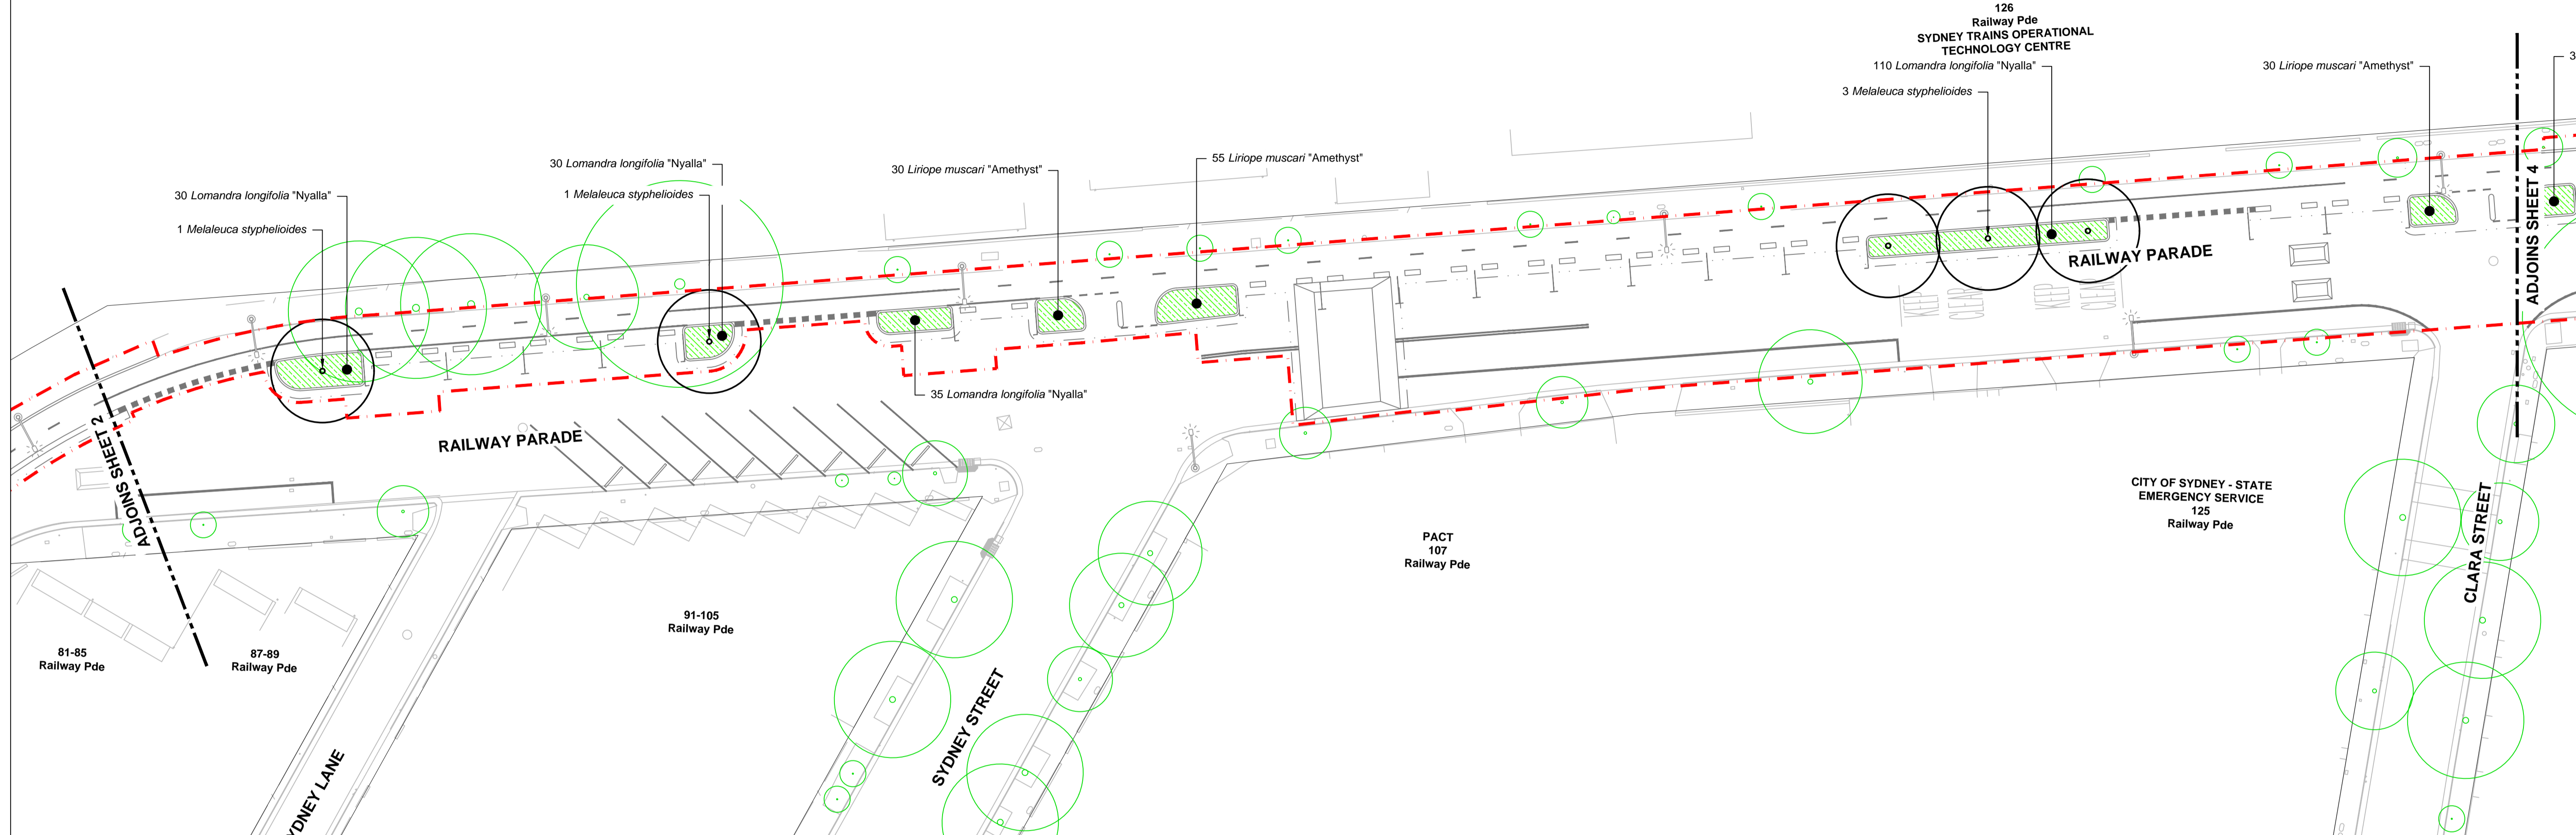 126
Railway Pde
SYDNEY TRAINS OPERATIONAL
TECHNOLOGY CENTRE
110 Lomandra longifolia "Nyalla"
3 Melaleuca styphelioides
30 Liriope muscari "Amethyst"
3
ADJOINS SHEET 4
30 Lomandra longifolia "Nyalla"
1 Melaleuca styphelioides
30 Lomandra longifolia "Nyalla"
1 Melaleuca styphelioides
30 Liriope muscari "Amethyst"
55 Liriope muscari "Amethyst"
35 Lomandra longifolia "Nyalla"
RAILWAY PARADE
RAILWAY PARADE
ADJOINS SHEET 2
81-85
Railway Pde
87-89
Railway Pde
91-105
Railway Pde
PACT
107
Railway Pde
CITY OF SYDNEY - STATE
EMERGENCY SERVICE
125
Railway Pde
YDNEY LANE
SYDNEY STREET
CLARA STREET